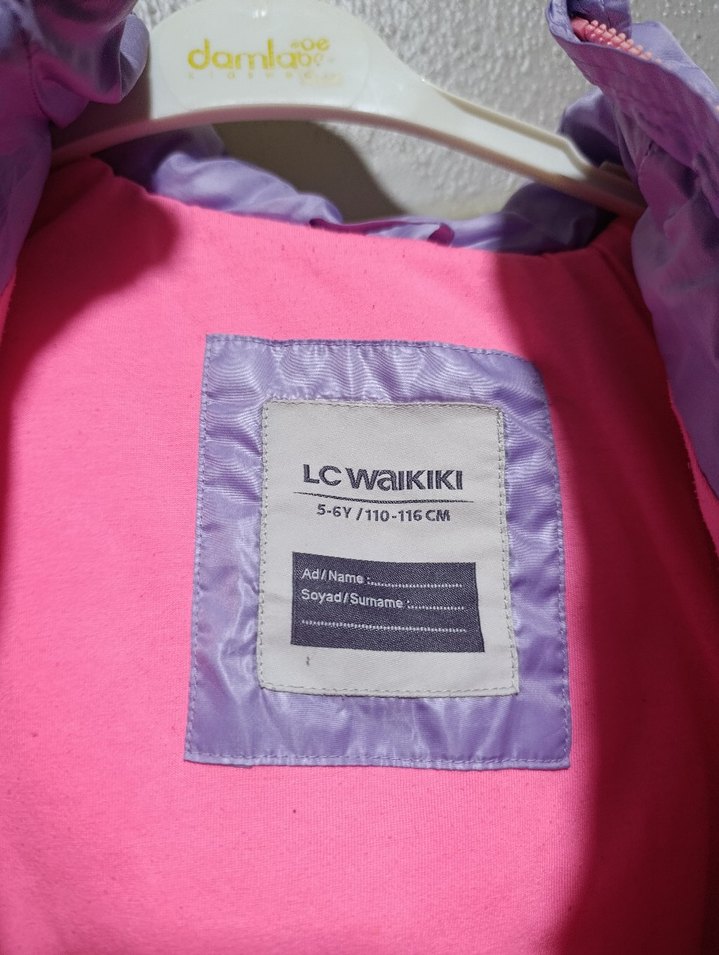 damla
LC WAIKIKI
5-6Y / 110-116 CM
Ad/Name :
Soyad/Surname :